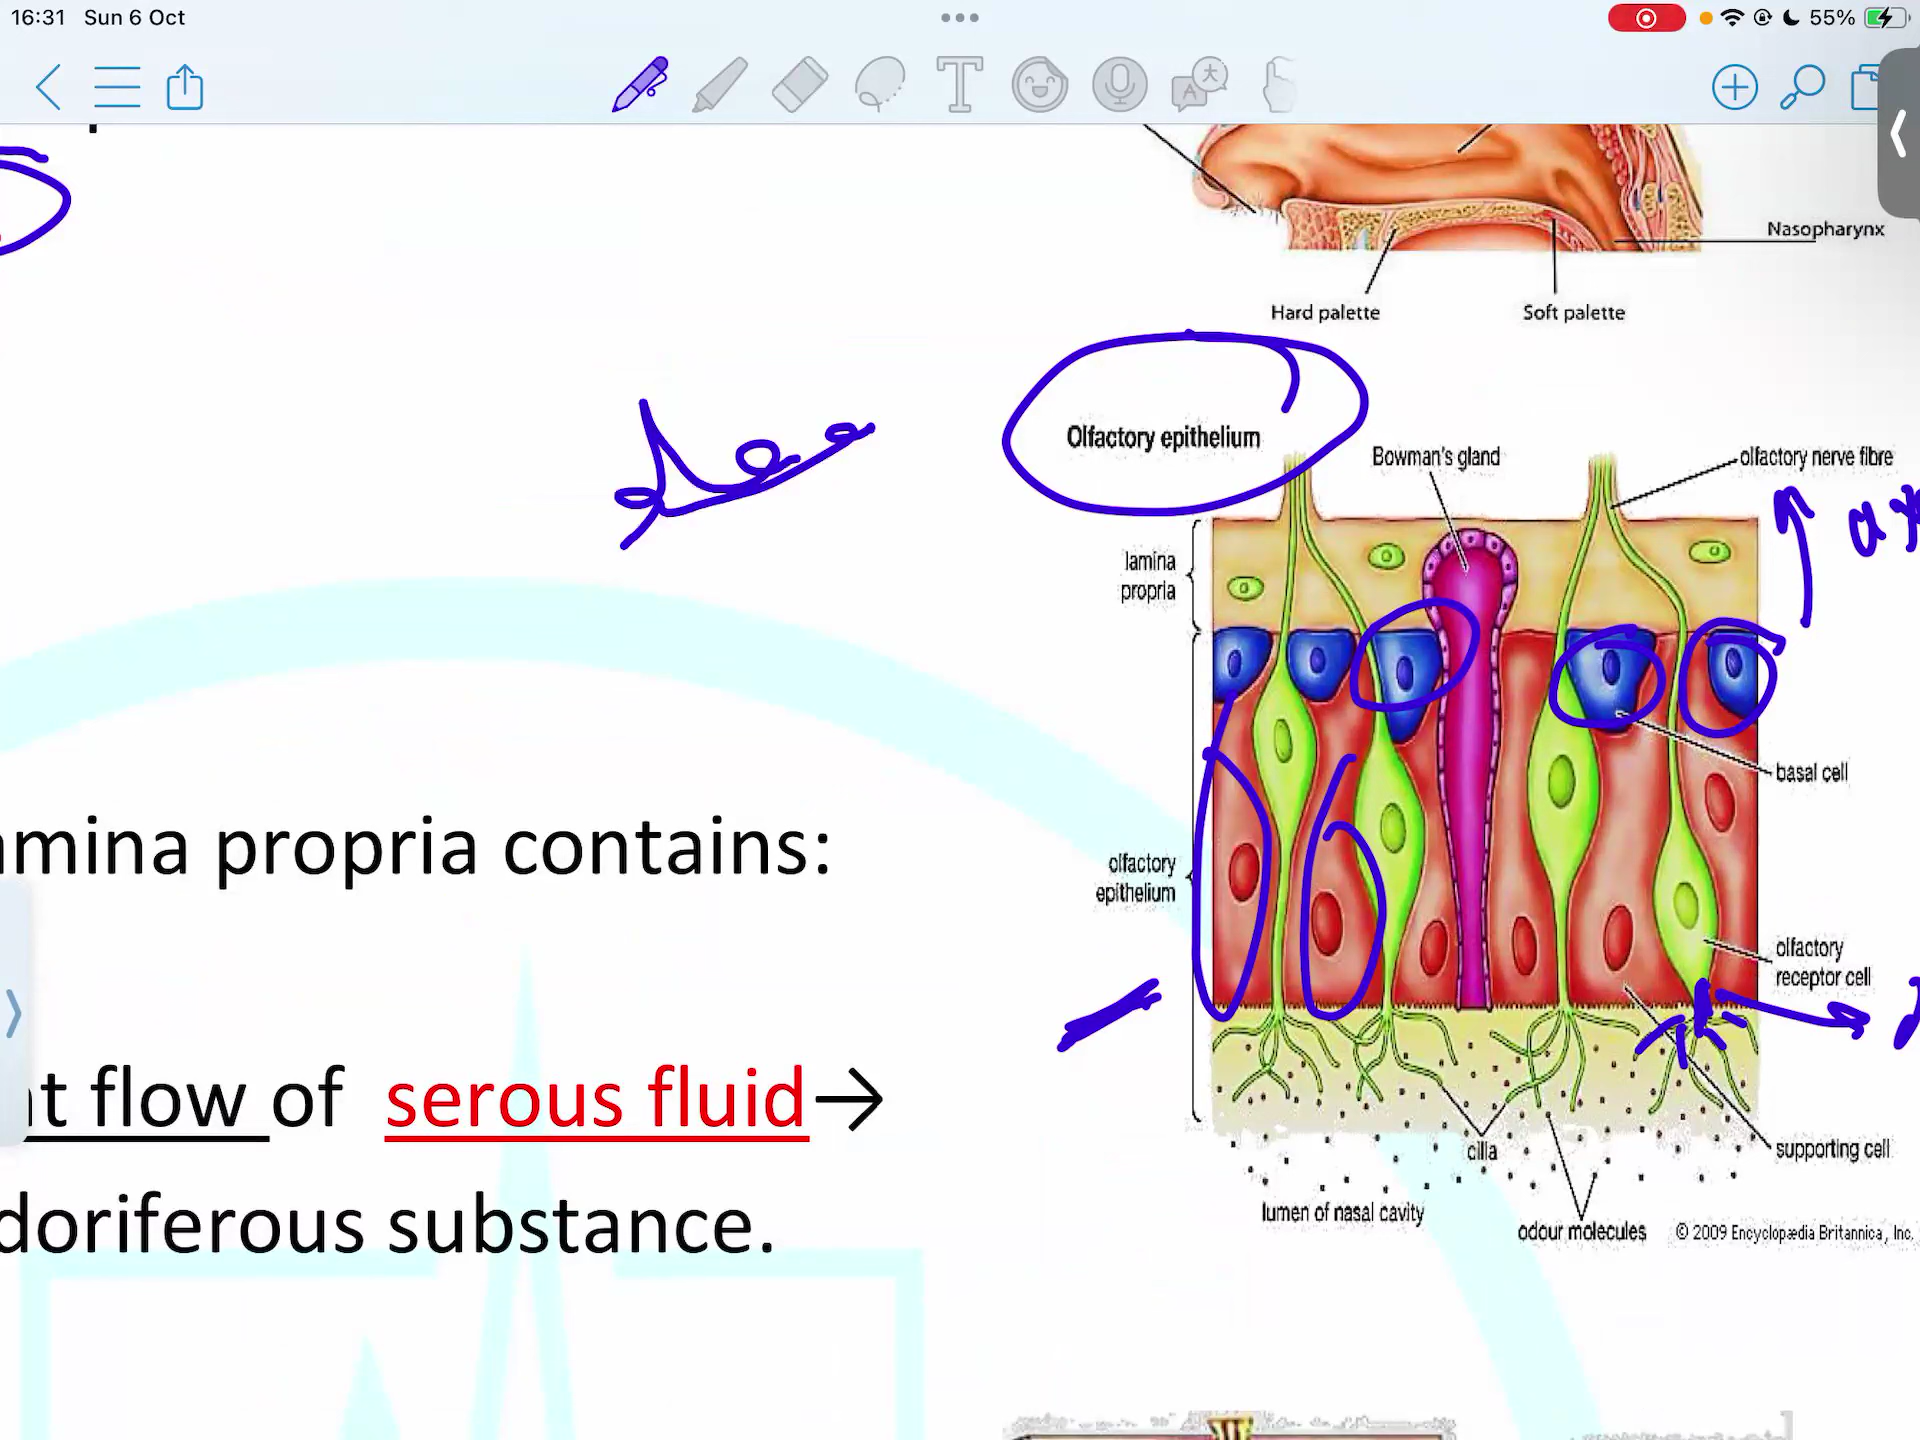 16:31 Sun 6 Oct
55%
Nasopharynx
Hard palette
Soft palette
Olfactory epithelium
Bowman's gland
olfactory nerve fibre
lamina
propria
basal cell
amina propria contains:
olfactory
epithelium
olfactory
receptor cell
t flow of serous fluid→
cilia
supporting cell
lumen of nasal cavity
odour molecules
© 2009 Encyclopædia Britannica, Inc.
doriferous substance.